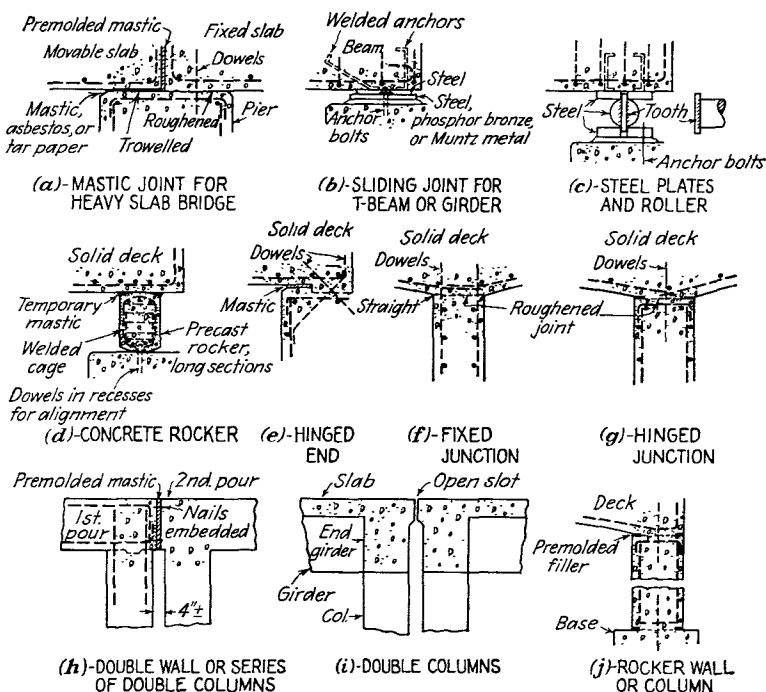 Premolded mastic
Movable slab
Fixed slab
Dowels
Mastic,
asbestos, or
tar paper
Roughened
Trowelled
Pier
(a)-MASTIC JOINT FOR
HEAVY SLAB BRIDGE
Welded anchors
Beam
Steel
Anchor
bolts
Steel,
phosphor bronze,
or Muntz metal
(b)-SLIDING JOINT FOR
T-BEAM OR GIRDER
Steel
Tooth
Anchor bolts
(c)-STEEL PLATES
AND ROLLER
Solid deck
Temporary
mastic
Welded
cage
Precast
rocker,
long sections
Dowels in recesses
for alignment
(d)-CONCRETE ROCKER
Solid deck
Dowels
Mastic
(e)-HINGED
END
Solid deck
Dowels
Straight
Roughened
joint
(f)-FIXED
JUNCTION
Solid deck
Dowels
(g)-HINGED
JUNCTION
Premolded mastic
2nd. pour
1st.
pour
Nails
embedded
4"±
(h)-DOUBLE WALL OR SERIES
OF DOUBLE COLUMNS
Slab
Open slot
End
girder
Girder
Col.
(i)-DOUBLE COLUMNS
Deck
Premolded
filler
Base
(j)-ROCKER WALL
OR COLUMN